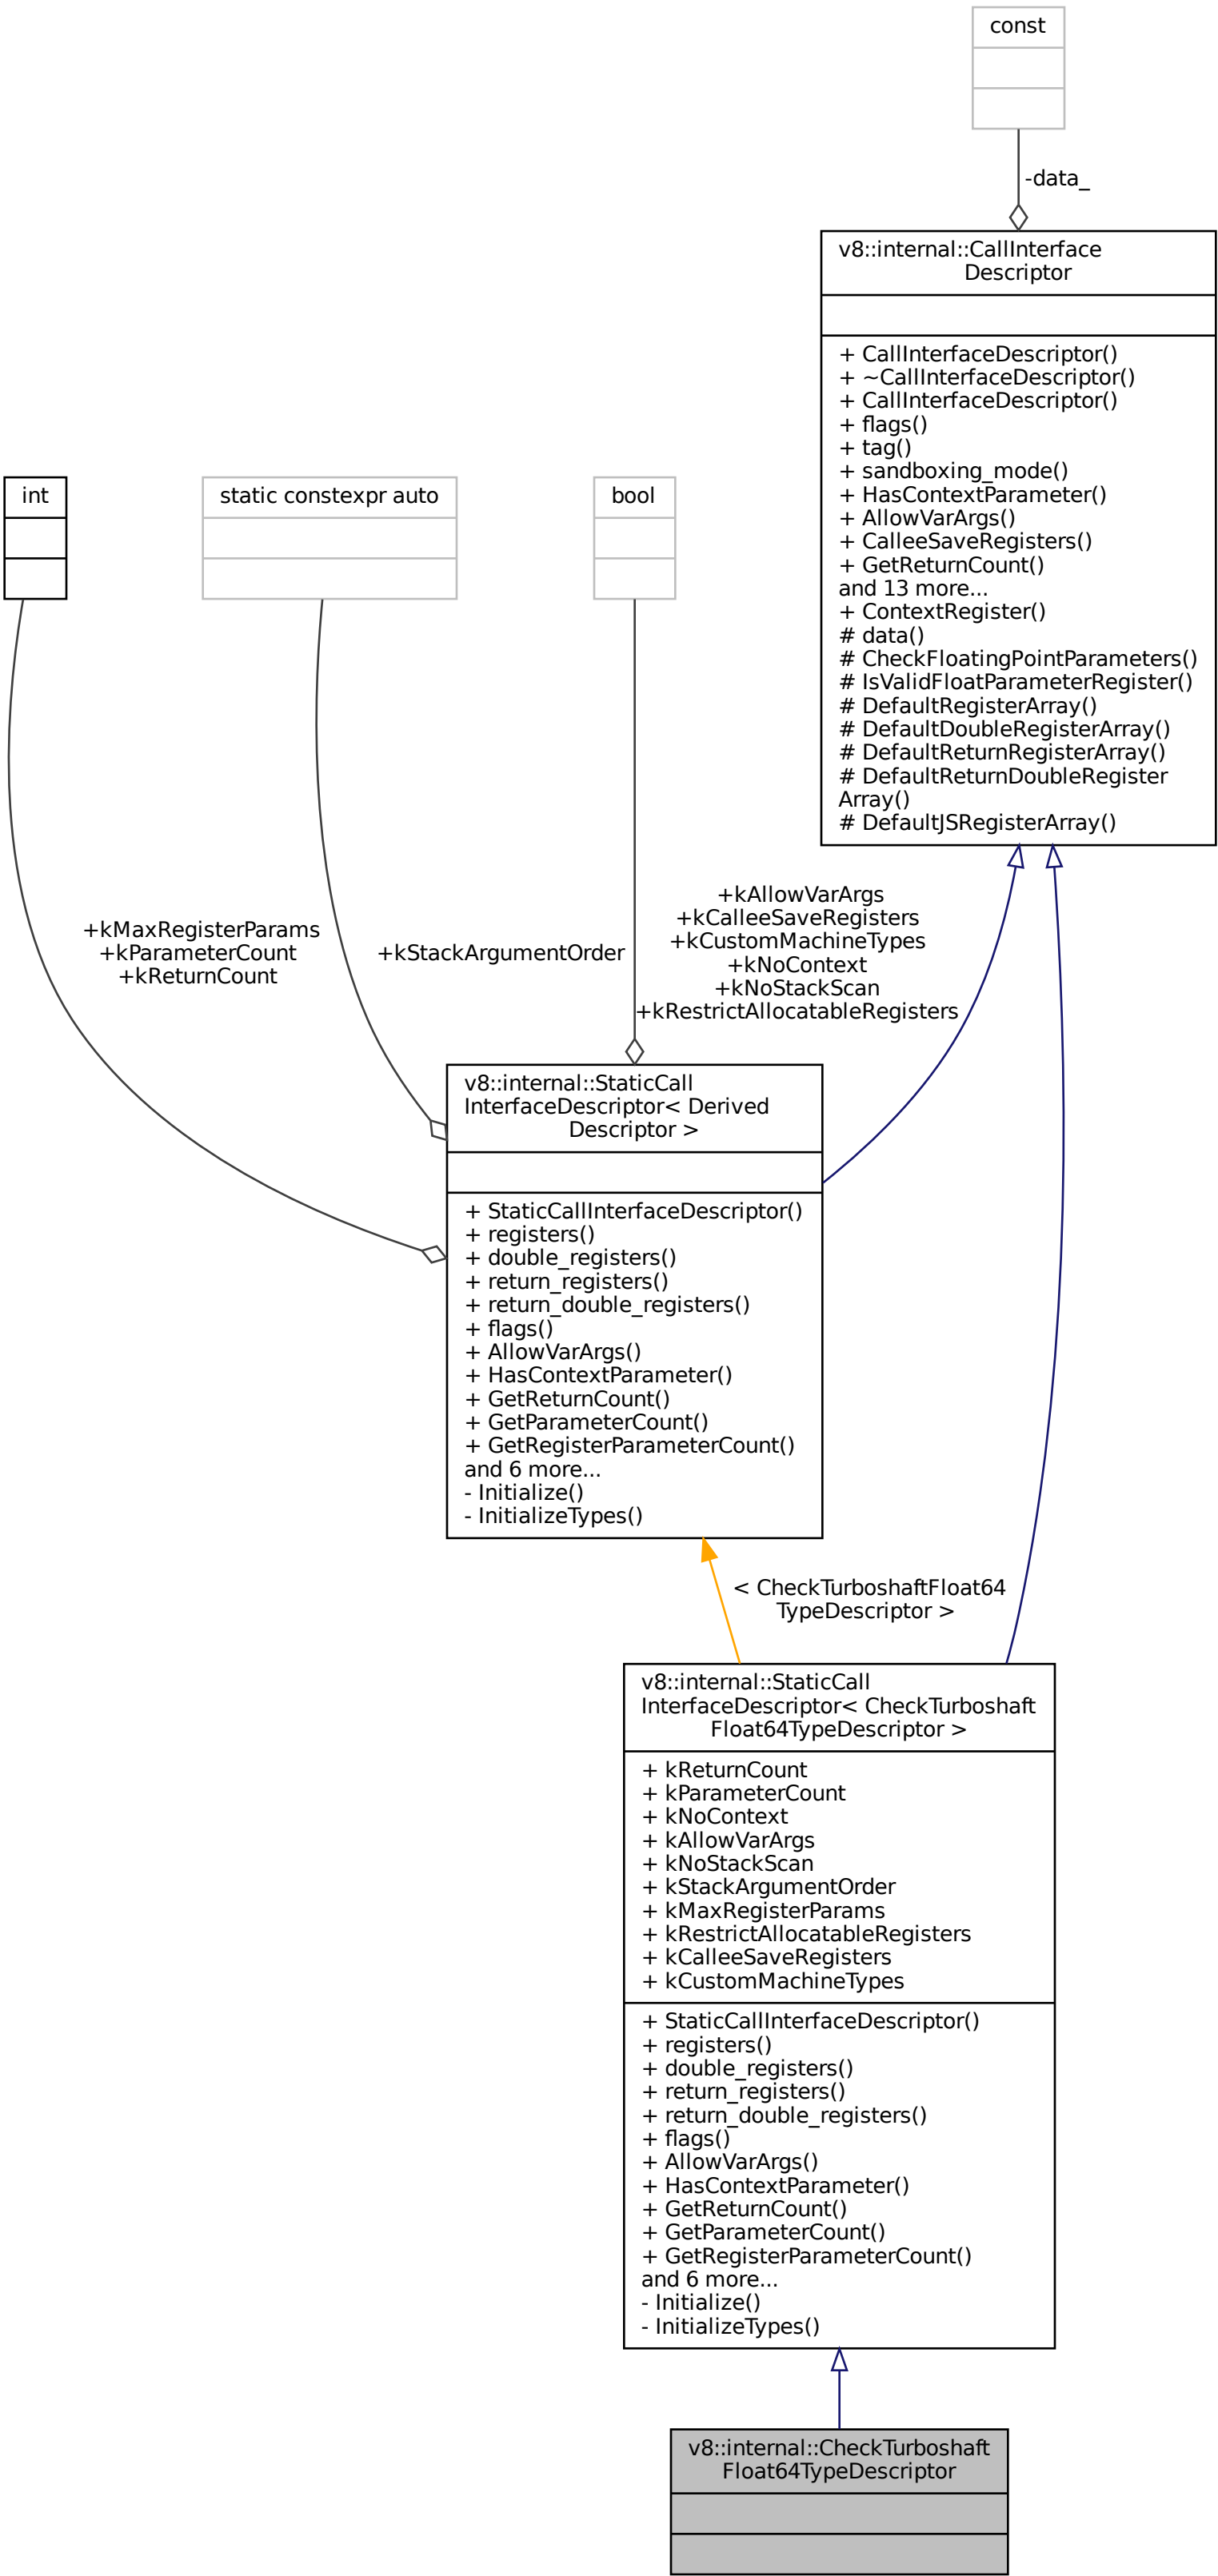 const
-data_
v8::internal::CallInterface
Descriptor
+ CallInterfaceDescriptor()
+ ~CallInterfaceDescriptor()
+ CallInterfaceDescriptor()
+ flags()
+ tag()
+ sandboxing_mode()
+ HasContextParameter()
+ AllowVarArgs()
+ CalleeSaveRegisters()
+ GetReturnCount()
and 13 more...
+ ContextRegister()
# data()
# CheckFloatingPointParameters()
# IsValidFloatParameterRegister()
# DefaultRegisterArray()
# DefaultDoubleRegisterArray()
# DefaultReturnRegisterArray()
# DefaultReturnDoubleRegister
Array()
# DefaultJSRegisterArray()
int
static constexpr auto
bool
+kMaxRegisterParams
+kParameterCount
+kReturnCount
+kStackArgumentOrder
+kAllowVarArgs
+kCalleeSaveRegisters
+kCustomMachineTypes
+kNoContext
+kNoStackScan
+kRestrictAllocatableRegisters
v8::internal::StaticCall
InterfaceDescriptor< Derived
Descriptor >
+ StaticCallInterfaceDescriptor()
+ registers()
+ double_registers()
+ return_registers()
+ return_double_registers()
+ flags()
+ AllowVarArgs()
+ HasContextParameter()
+ GetReturnCount()
+ GetParameterCount()
+ GetRegisterParameterCount()
and 6 more...
- Initialize()
- InitializeTypes()
< CheckTurboshaftFloat64
TypeDescriptor >
v8::internal::StaticCall
InterfaceDescriptor< CheckTurboshaft
Float64TypeDescriptor >
+ kReturnCount
+ kParameterCount
+ kNoContext
+ kAllowVarArgs
+ kNoStackScan
+ kStackArgumentOrder
+ kMaxRegisterParams
+ kRestrictAllocatableRegisters
+ kCalleeSaveRegisters
+ kCustomMachineTypes
+ StaticCallInterfaceDescriptor()
+ registers()
+ double_registers()
+ return_registers()
+ return_double_registers()
+ flags()
+ AllowVarArgs()
+ HasContextParameter()
+ GetReturnCount()
+ GetParameterCount()
+ GetRegisterParameterCount()
and 6 more...
- Initialize()
- InitializeTypes()
v8::internal::CheckTurboshaft
Float64TypeDescriptor